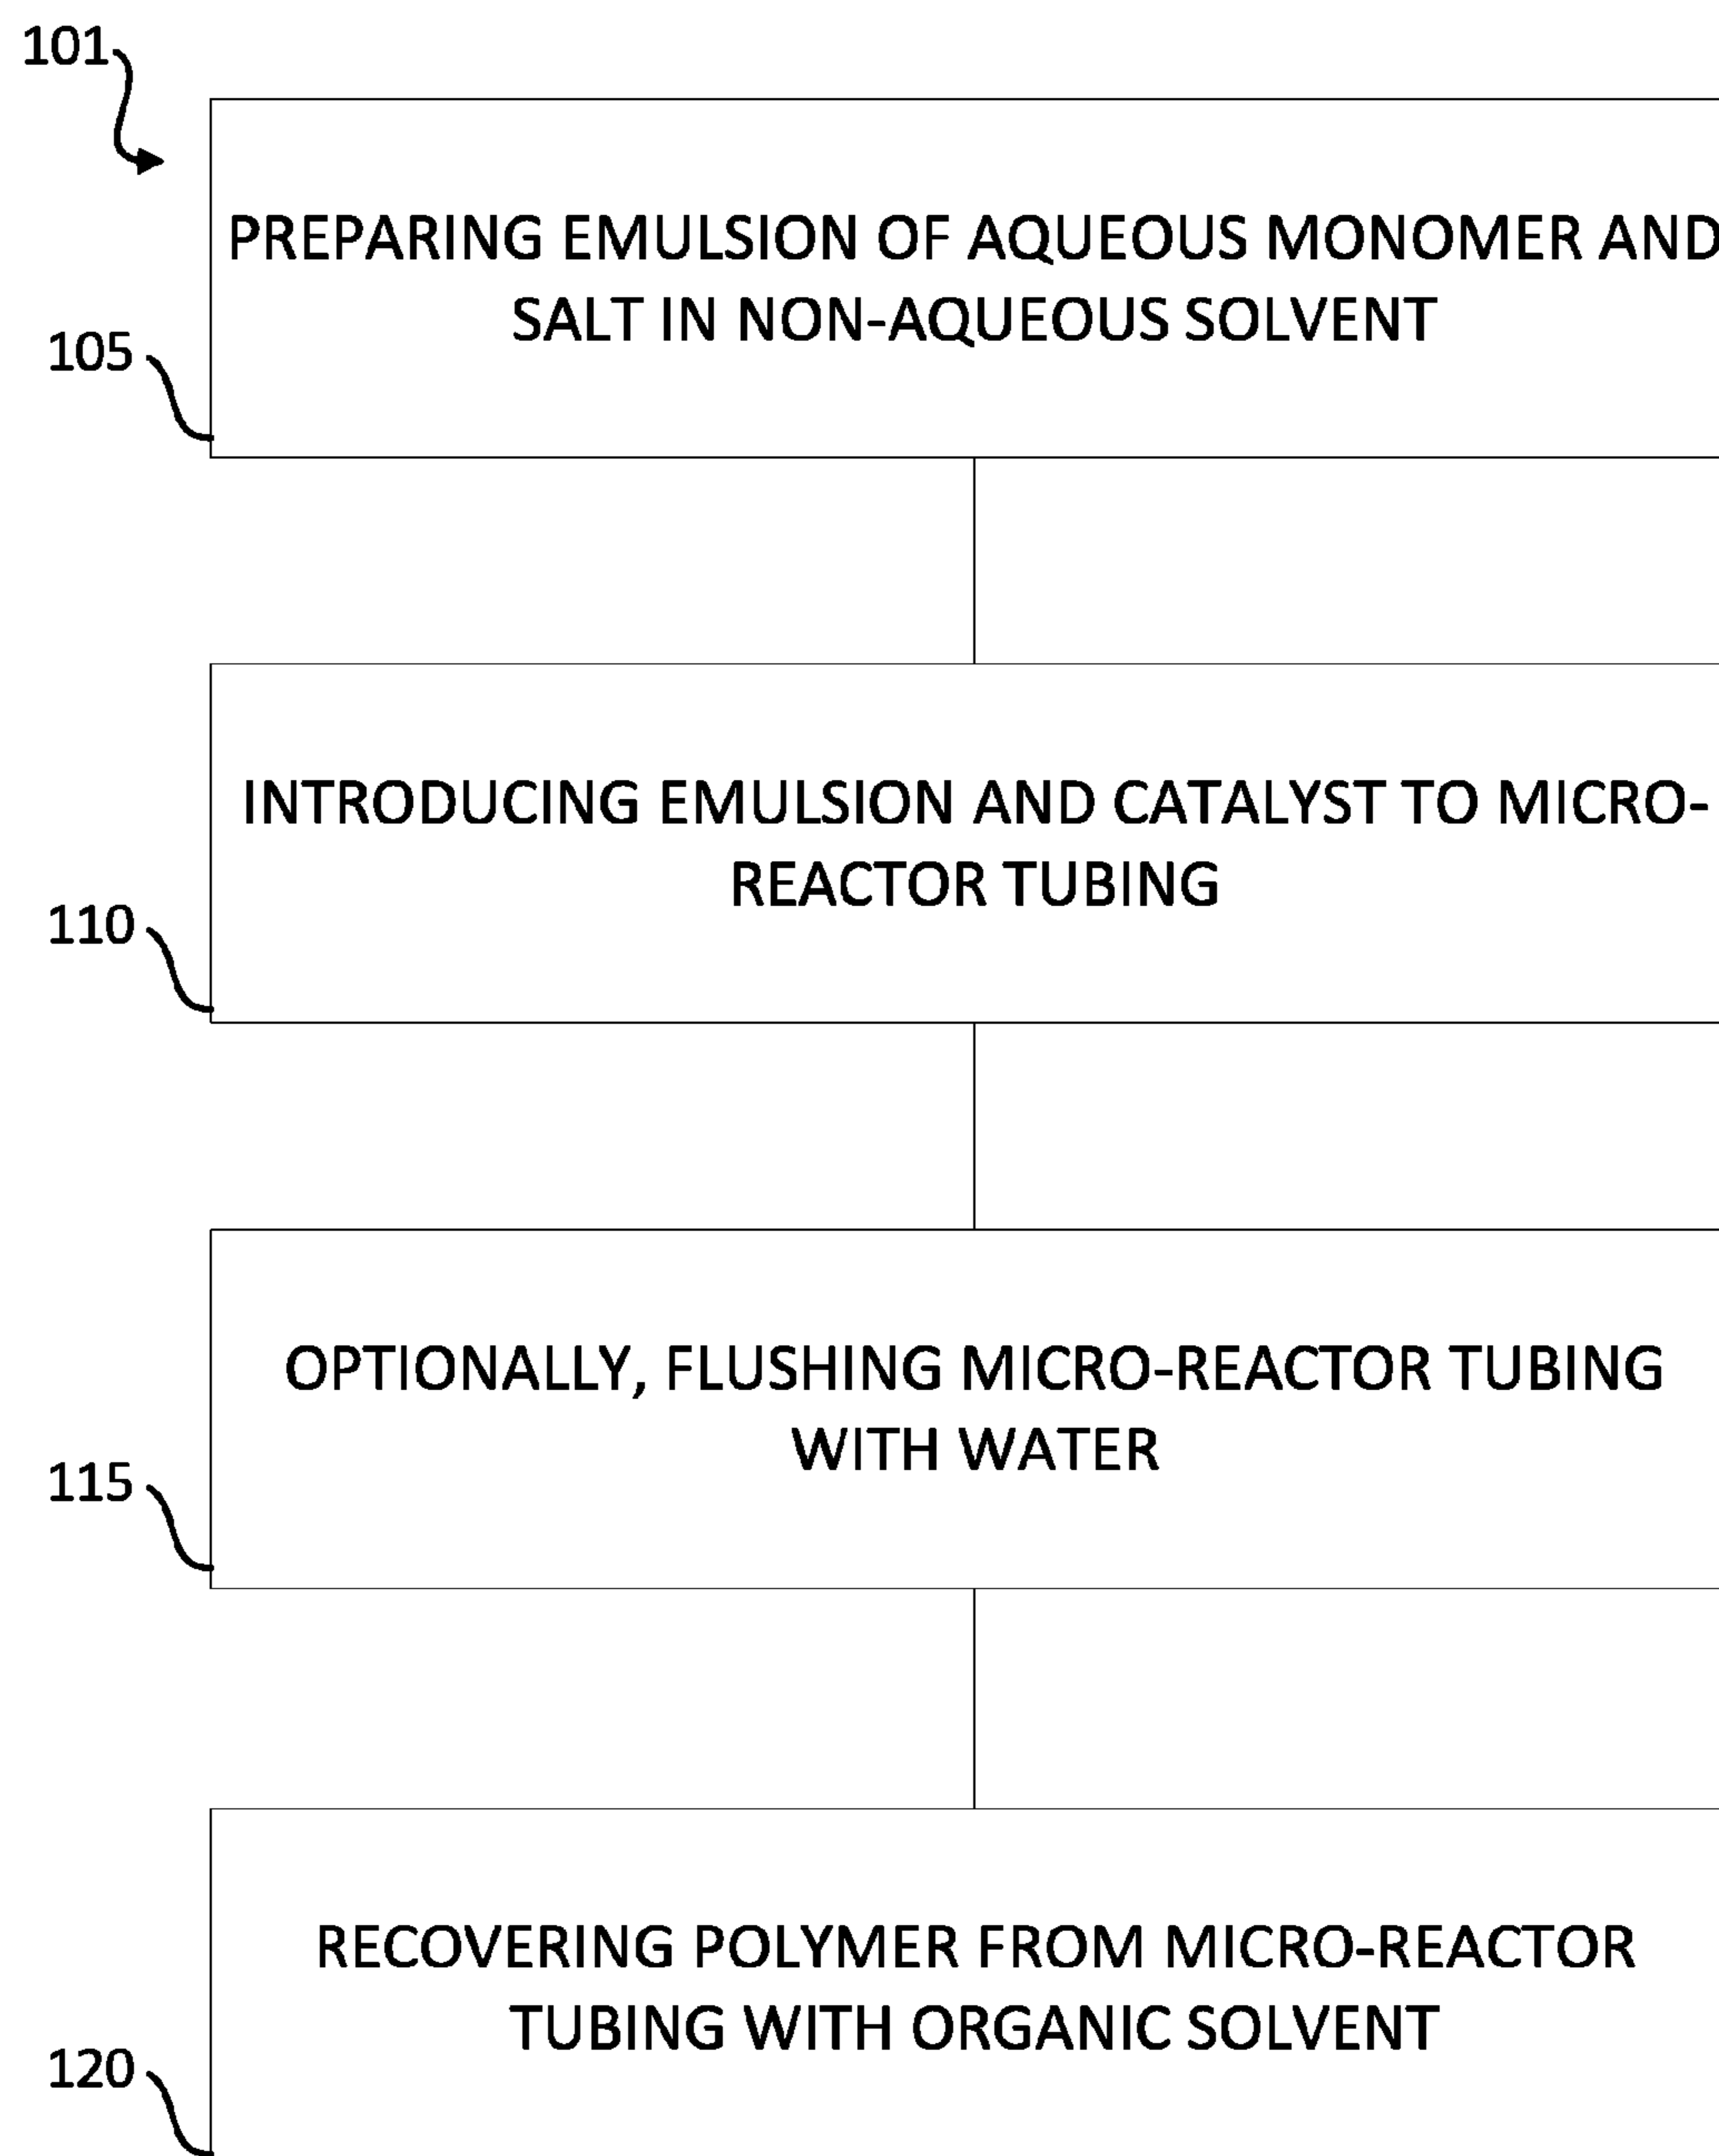 101
PREPARING EMULSION OF AQUEOUS MONOMER AND
SALT IN NON-AQUEOUS SOLVENT
105
INTRODUCING EMULSION AND CATALYST TO MICRO-
REACTOR TUBING
110
OPTIONALLY, FLUSHING MICRO-REACTOR TUBING
WITH WATER
115
RECOVERING POLYMER FROM MICRO-REACTOR
TUBING WITH ORGANIC SOLVENT
120